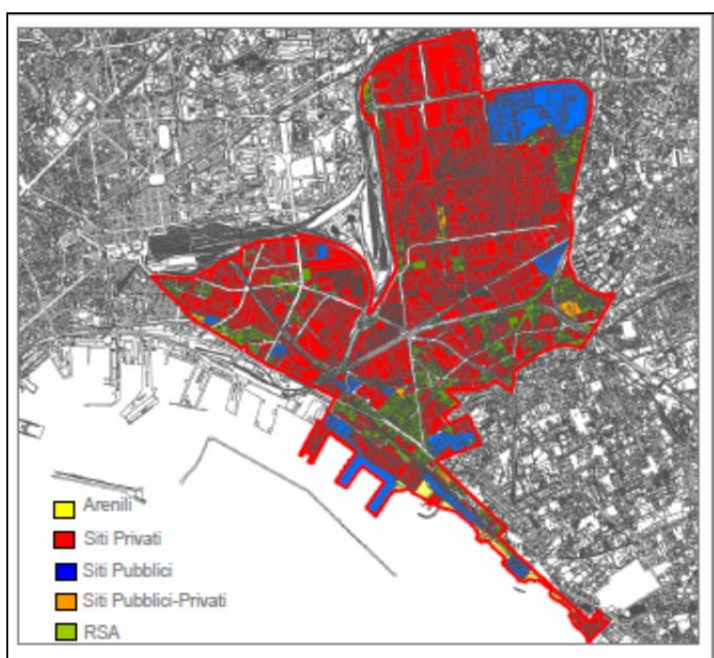 Arenili
Siti Privati
Siti Pubblici
Siti Pubblici-Privati
RSA